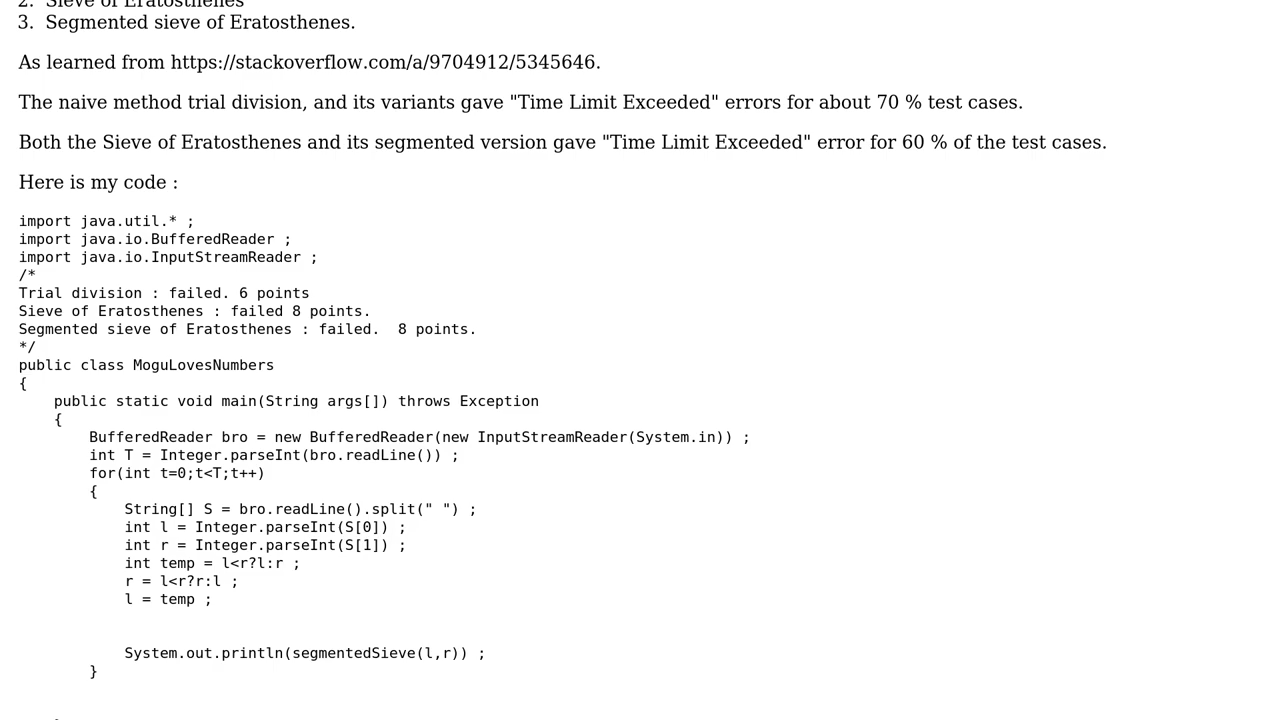 2. Sieve of Eratosthenes
3. Segmented sieve of Eratosthenes.
As learned from https://stackoverflow.com/a/9704912/5345646.
The naive method trial division, and its variants gave "Time Limit Exceeded" errors for about 70 % test cases.
Both the Sieve of Eratosthenes and its segmented version gave "Time Limit Exceeded" error for 60 % of the test cases.
Here is my code :
import java.util.* ;
import java.io.BufferedReader ;
import java.io.InputStreamReader ;
/*
Trial division : failed. 6 points
Sieve of Eratosthenes : failed 8 points.
Segmented sieve of Eratosthenes : failed.  8 points.
*/
public class MoguLovesNumbers
{
    public static void main(String args[]) throws Exception
    {
        BufferedReader bro = new BufferedReader(new InputStreamReader(System.in)) ;
        int T = Integer.parseInt(bro.readLine()) ;
        for(int t=0;t<T;t++)
        {
            String[] S = bro.readLine().split(" ") ;
            int l = Integer.parseInt(S[0]) ;
            int r = Integer.parseInt(S[1]) ;
            int temp = l<r?l:r ;
            r = l<r?r:l ;
            l = temp ;
            System.out.println(segmentedSieve(l,r)) ;
        }